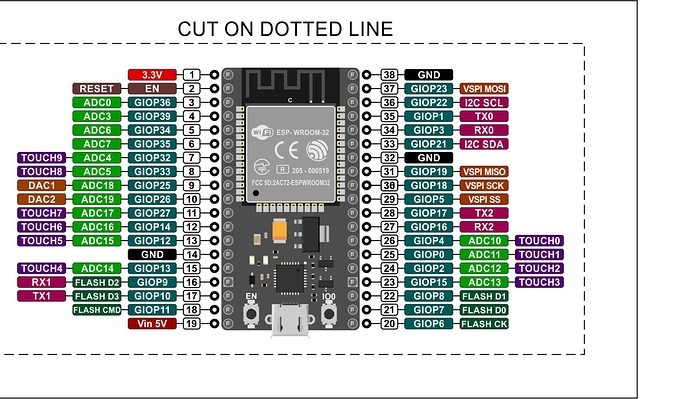 CUT ON DOTTED LINE
3.3V 1 38 GND
RESET EN 2 37 GIOP23 VSPI MOSI
ADC0 GIOP36 3 36 GIOP22 I2C SCL
ADC3 GIOP39 4 35 GIOP1 TX0
ADC6 GIOP34 5 34 GIOP3 RX0
ADC7 GIOP35 6 33 GIOP21 I2C SDA
TOUCH9 ADC4 GIOP32 7 32 GND
TOUCH8 ADC5 GIOP33 8 31 GIOP19 VSPI MISO
DAC1 ADC18 GIOP25 9 30 GIOP18 VSPI SCK
DAC2 ADC19 GIOP26 10 29 GIOP5 VSPI SS
TOUCH7 ADC17 GIOP27 11 28 GIOP17 TX2
TOUCH6 ADC16 GIOP14 12 27 GIOP16 RX2
TOUCH5 ADC15 GIOP12 13 26 GIOP4 ADC10 TOUCH0
GND 14 25 GIOP0 ADC11 TOUCH1
TOUCH4 ADC14 GIOP13 15 24 GIOP2 ADC12 TOUCH2
RX1 FLASH D2 GIOP9 16 23 GIOP15 ADC13 TOUCH3
TX1 FLASH D3 GIOP10 17 22 GIOP8 FLASH D1
FLASH CMD GIOP11 18 21 GIOP7 FLASH D0
Vin 5V 19 20 GIOP6 FLASH CK
C
WiFi ESP-WROOM-32
CE
R 205-000519
FCC 9D:2AC72-ESPWROOM32
EN IO0